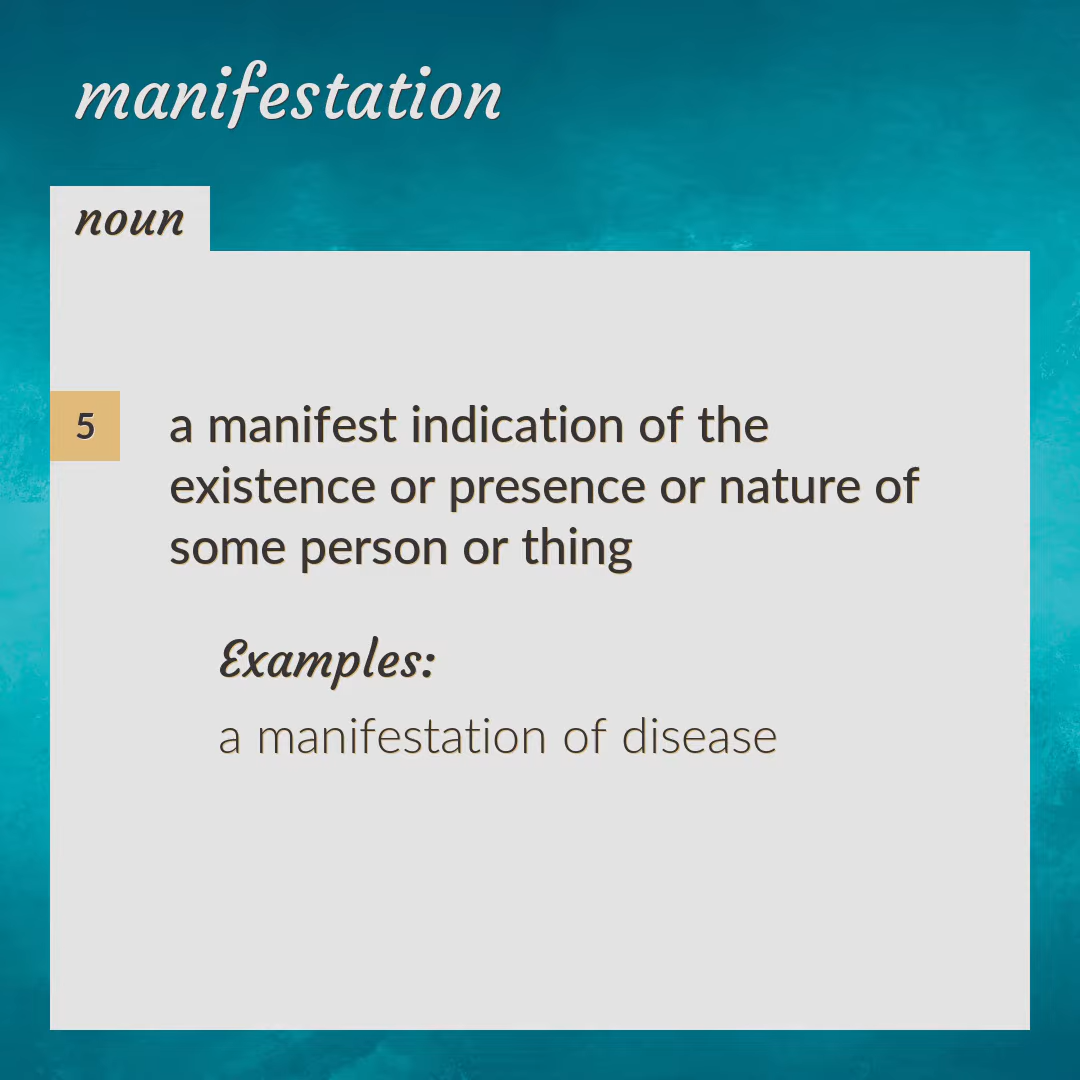 manifestation
noun
5
a manifest indication of the
existence or presence or nature of
some person or thing
Examples:
a manifestation of disease